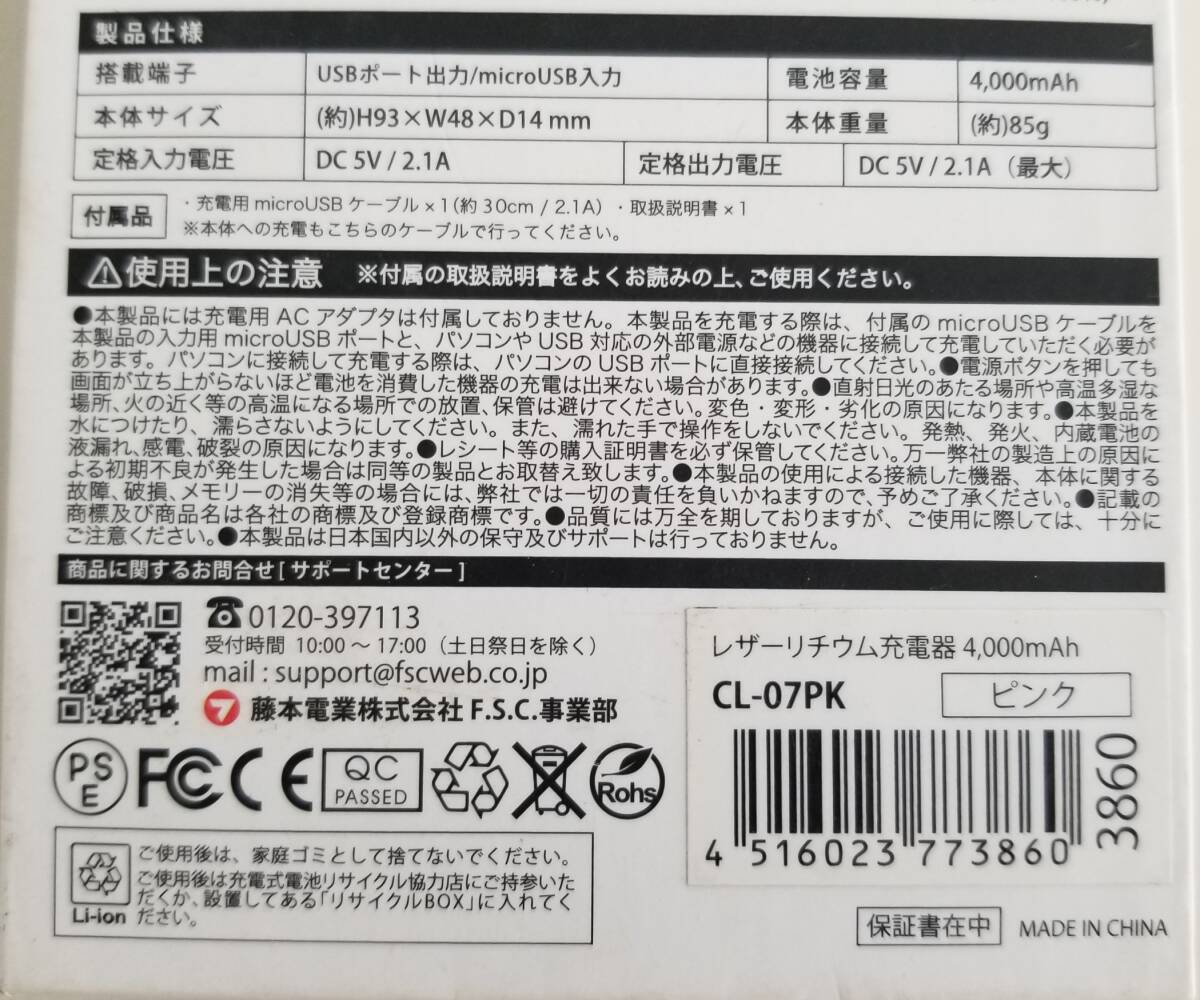 製品仕様
搭載端子 USBポート出力/microUSB入力 電池容量 4,000mAh
本体サイズ (約)H93×W48×D14 mm 本体重量 (約)85g
定格入力電圧 DC 5V / 2.1A 定格出力電圧 DC 5V / 2.1A（最大）
付属品 ・充電用 microUSB ケーブル × 1（約 30cm / 2.1A）・取扱説明書 × 1
※本体への充電もこちらのケーブルで行ってください。
⚠使用上の注意 ※付属の取扱説明書をよくお読みの上、ご使用ください。
●本製品には充電用 AC アダプタは付属しておりません。本製品を充電する際は、付属の microUSB ケーブルを
本製品の入力用 microUSB ポートと、パソコンや USB 対応の外部電源などの機器に接続して充電していただく必要が
あります。パソコンに接続して充電する際は、パソコンの USB ポートに直接接続してください。●電源ボタンを押しても
画面が立ち上がらないほど電池を消費した機器の充電は出来ない場合があります。●直射日光のあたる場所や高温多湿な
場所、火の近く等の高温になる場所での放置、保管は避けてください。変色・変形・劣化の原因になります。●本製品を
水につけたり、濡らさないようにしてください。また、濡れた手で操作をしないでください。発熱、発火、内蔵電池の
液漏れ、感電、破裂の原因になります。●レシート等の購入証明書を必ず保管してください。万一弊社の製造上の原因に
よる初期不良が発生した場合は同等の製品とお取替え致します。●本製品の使用による接続した機器、本体に関する
故障、破損、メモリーの消失等の場合には、弊社では一切の責任を負いかねますので、予めご了承ください。●記載の
商標及び商品名は各社の商標及び登録商標です。●品質には万全を期しておりますが、ご使用に際しては、十分に
ご注意ください。●本製品は日本国内以外の保守及びサポートは行っておりません。
商品に関するお問合せ[ サポートセンター ]
☎0120-397113
受付時間 10:00 ～ 17:00（土日祭日を除く）
mail : support@fscweb.co.jp
藤本電業株式会社 F.S.C.事業部
PSE FC CE QC PASSED Rohs
レザーリチウム充電器 4,000mAh
CL-07PK ピンク
3860
4 516023 773860
Li-ion
ご使用後は、家庭ゴミとして捨てないでください。
ご使用後は充電式電池リサイクル協力店にご持参いた
だくか、設置してある「リサイクルBOX」に入れてく
ださい。
保証書在中 MADE IN CHINA